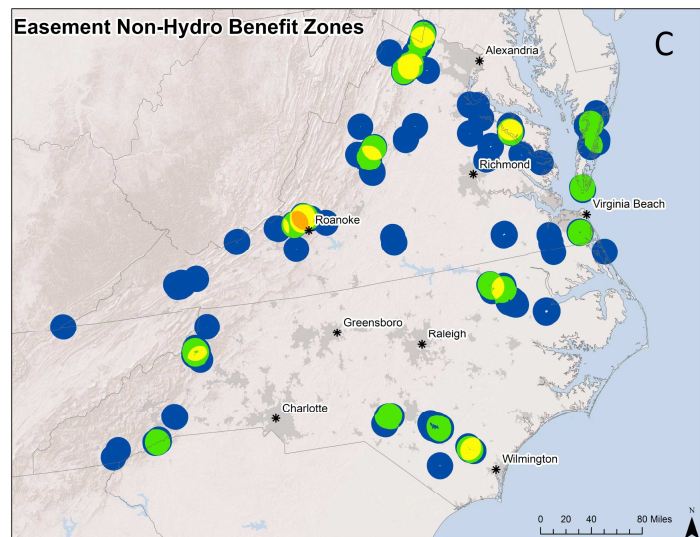 Easement Non-Hydro Benefit Zones
C
Alexandria
Richmond
Virginia Beach
Roanoke
Greensboro
Raleigh
Charlotte
Wilmington
N
0 20 40 80 Miles